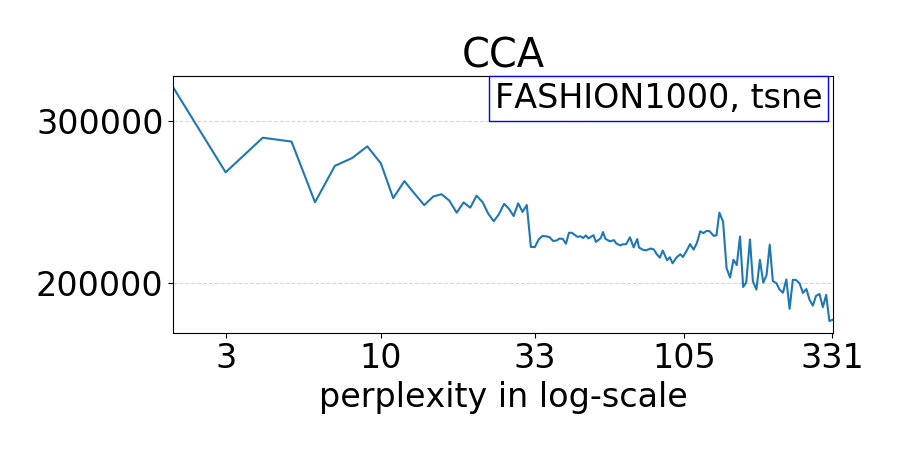 CCA
FASHION1000, tsne
300000
200000
3 10 33 105 331
perplexity in log-scale